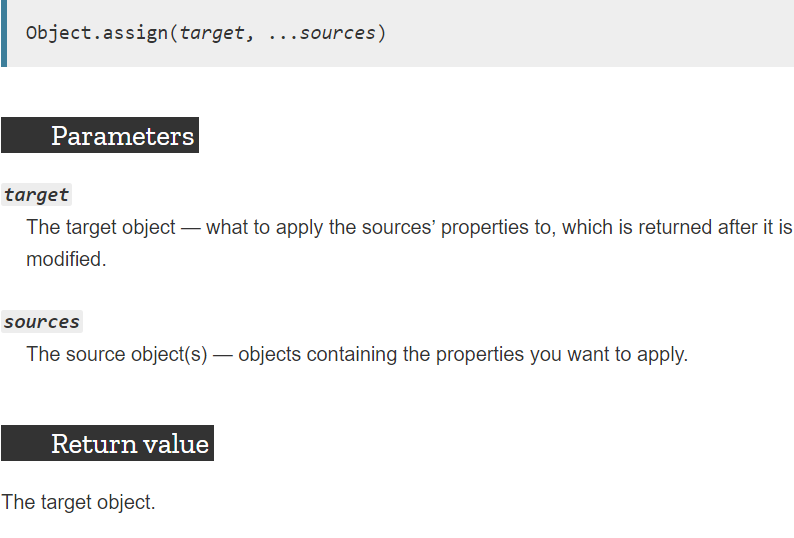 Object.assign(target, ...sources)
Parameters
target
The target object — what to apply the sources’ properties to, which is returned after it is
modified.
sources
The source object(s) — objects containing the properties you want to apply.
Return value
The target object.